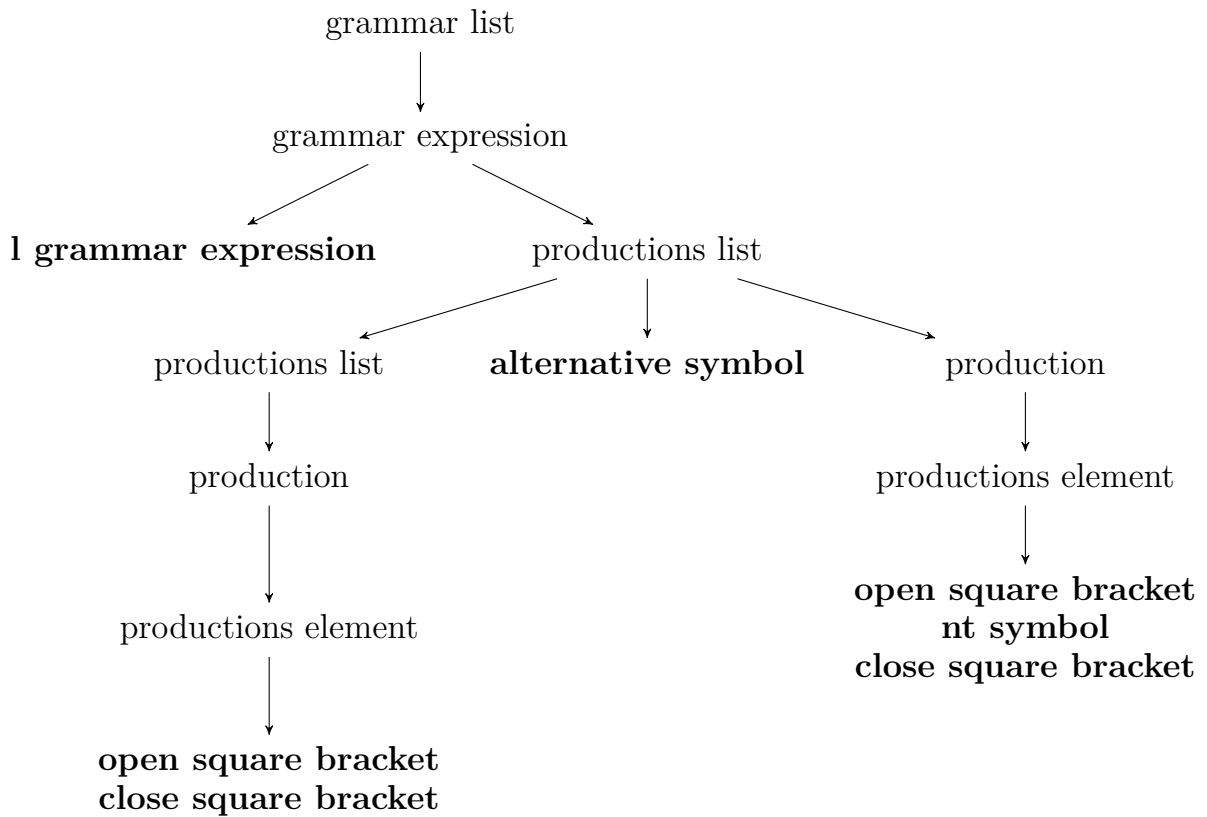 grammar list
grammar expression
l grammar expression
productions list
productions list
alternative symbol
production
production
productions element
open square bracket
nt symbol
close square bracket
productions element
open square bracket
close square bracket